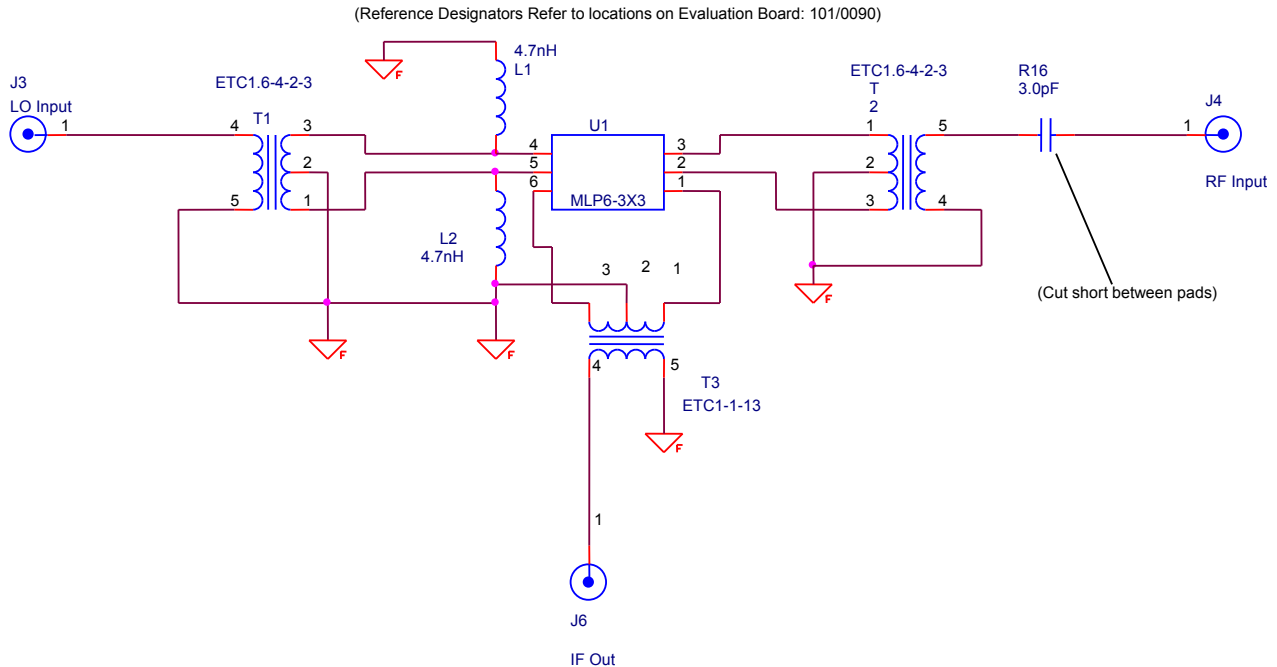 (Reference Designators Refer to locations on Evaluation Board: 101/0090)
4.7nH
L1
F
J3
LO Input
1
ETC1.6-4-2-3
T1
4
3
2
5
1
U1
4
5
6
3
2
1
MLP6-3X3
ETC1.6-4-2-3
T
2
1
2
3
5
4
R16
3.0pF
J4
1
RF Input
L2
4.7nH
3
2
1
F
F
F
(Cut short between pads)
4
5
T3
ETC1-1-13
F
1
J6
IF Out